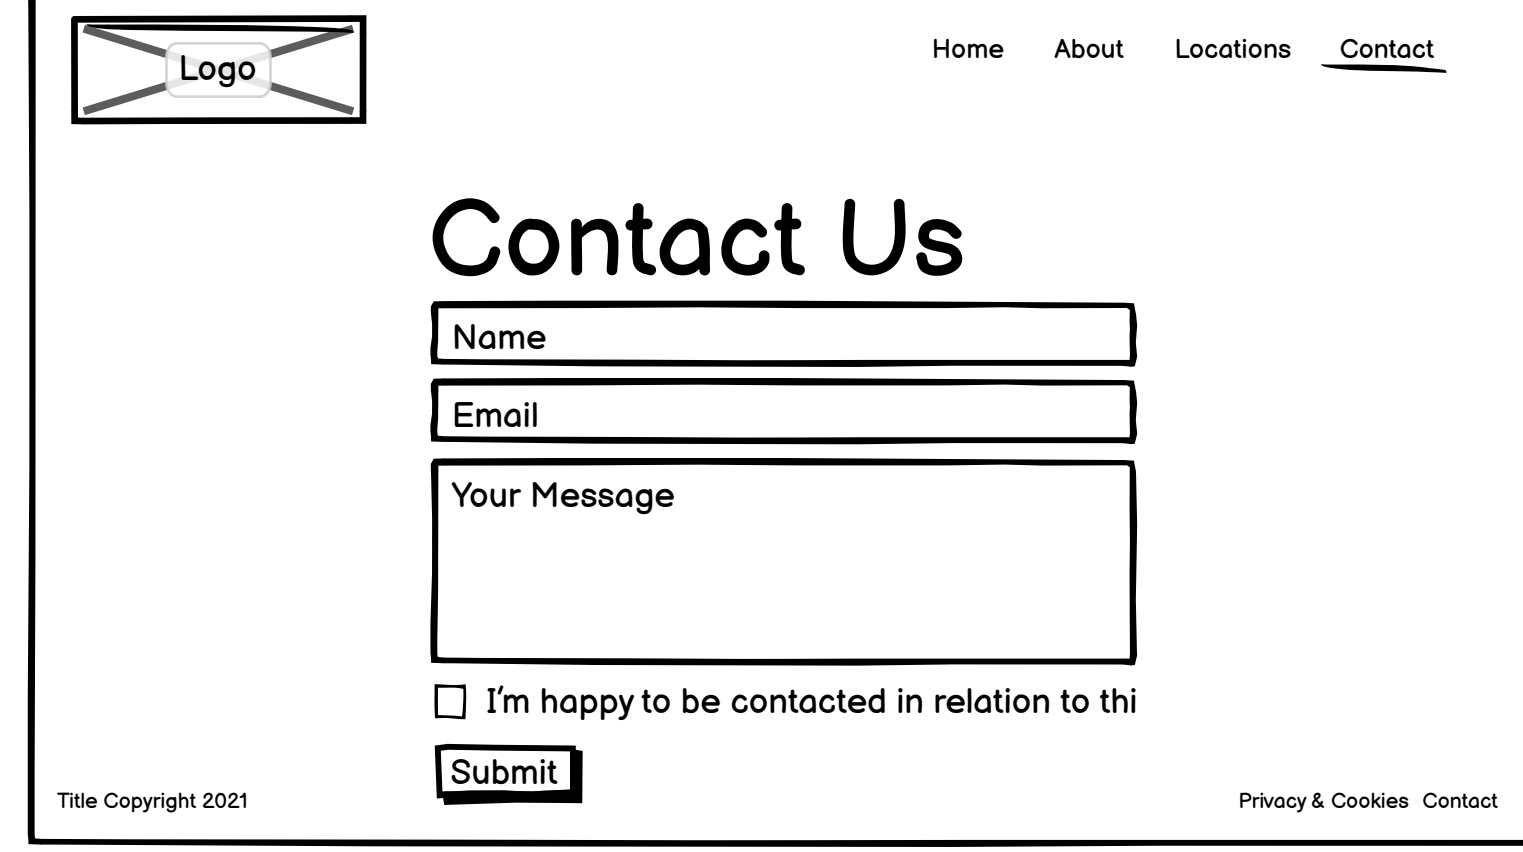 Logo
Home About Locations Contact
Contact Us
Name
Email
Your Message
I'm happy to be contacted in relation to thi
Submit
Title Copyright 2021
Privacy & Cookies Contact